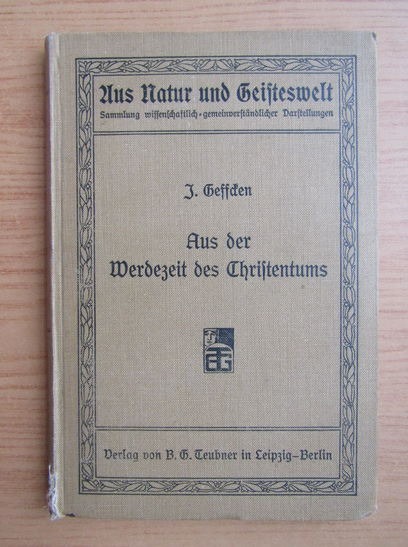 Aus Natur und Geisteswelt
Sammlung wissenschaftlich-gemeinverständlicher Darstellungen
J. Geffcken
Aus der
Werdezeit des Christentums
Verlag von B. G. Teubner in Leipzig-Berlin